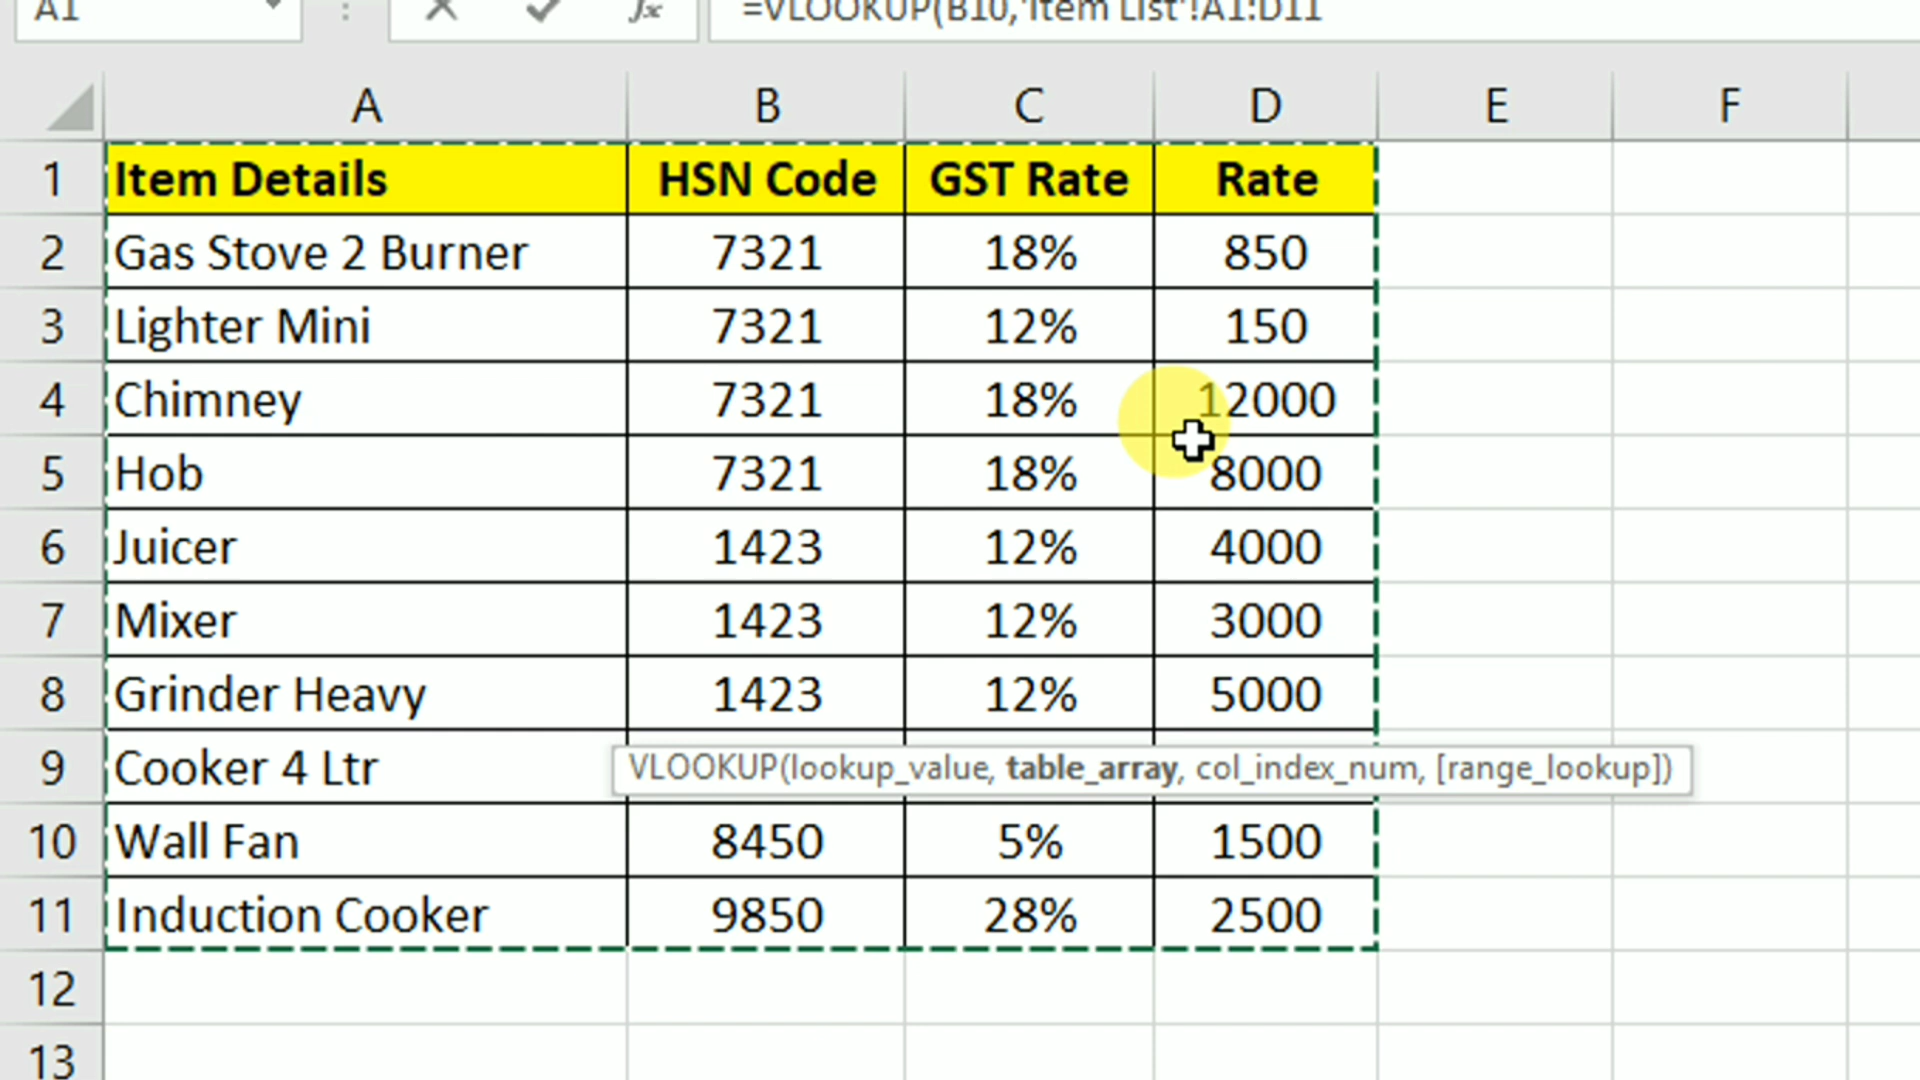 A1 =VLOOKUP(B10,'Item List'!A1:D11
A B C D E F
1 Item Details HSN Code GST Rate Rate
2 Gas Stove 2 Burner 7321 18% 850
3 Lighter Mini 7321 12% 150
4 Chimney 7321 18% 12000
5 Hob 7321 18% 8000
6 Juicer 1423 12% 4000
7 Mixer 1423 12% 3000
8 Grinder Heavy 1423 12% 5000
9 Cooker 4 Ltr VLOOKUP(lookup_value, table_array, col_index_num, [range_lookup])
10 Wall Fan 8450 5% 1500
11 Induction Cooker 9850 28% 2500
12
13